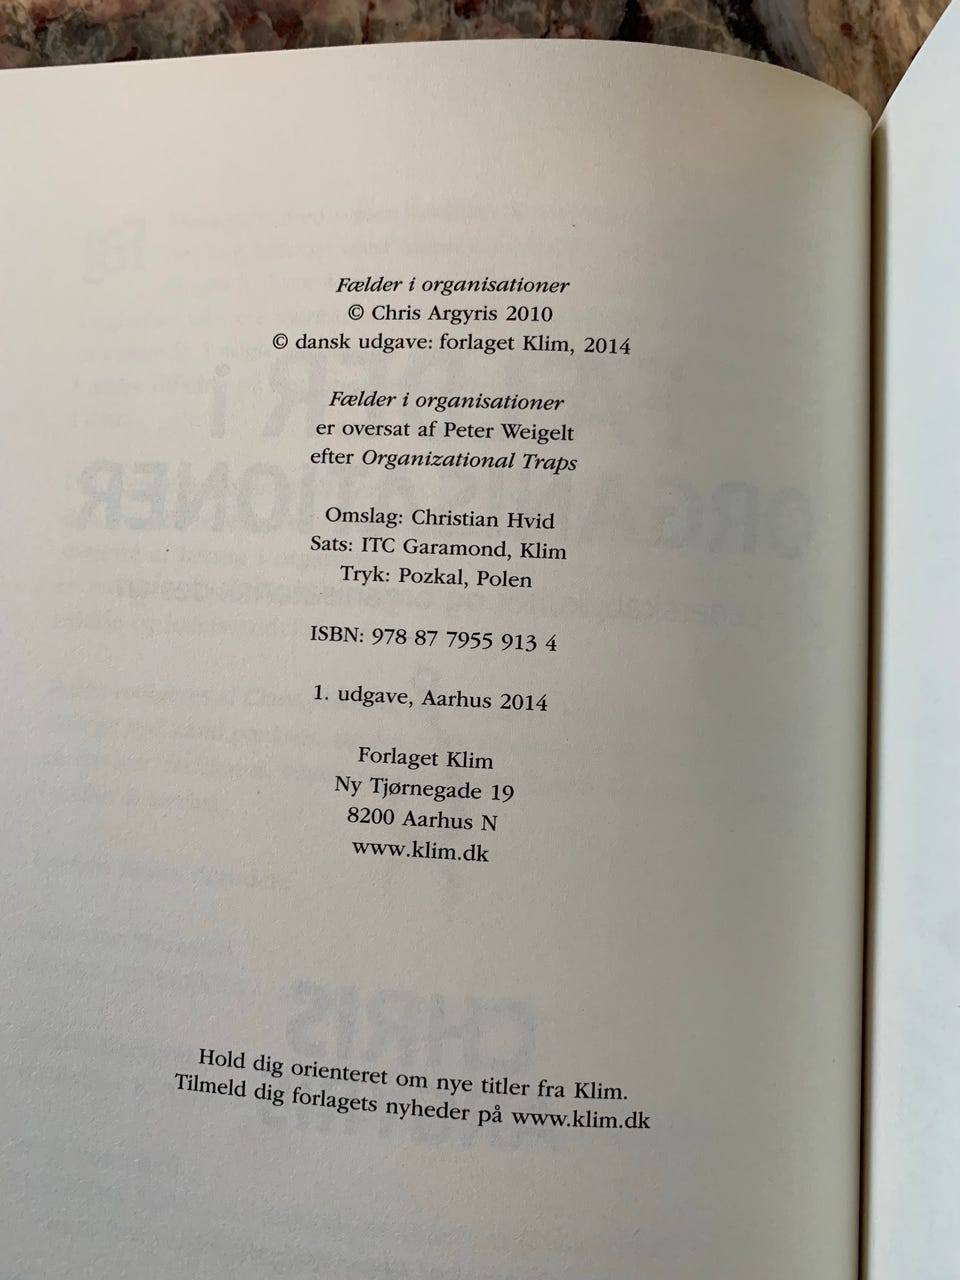 Fælder i organisationer
© Chris Argyris 2010
© dansk udgave: forlaget Klim, 2014
Fælder i organisationer
er oversat af Peter Weigelt
efter Organizational Traps
Omslag: Christian Hvid
Sats: ITC Garamond, Klim
Tryk: Pozkal, Polen
ISBN: 978 87 7955 913 4
1. udgave, Aarhus 2014
Forlaget Klim
Ny Tjørnegade 19
8200 Aarhus N
www.klim.dk
Hold dig orienteret om nye titler fra Klim.
Tilmeld dig forlagets nyheder på www.klim.dk